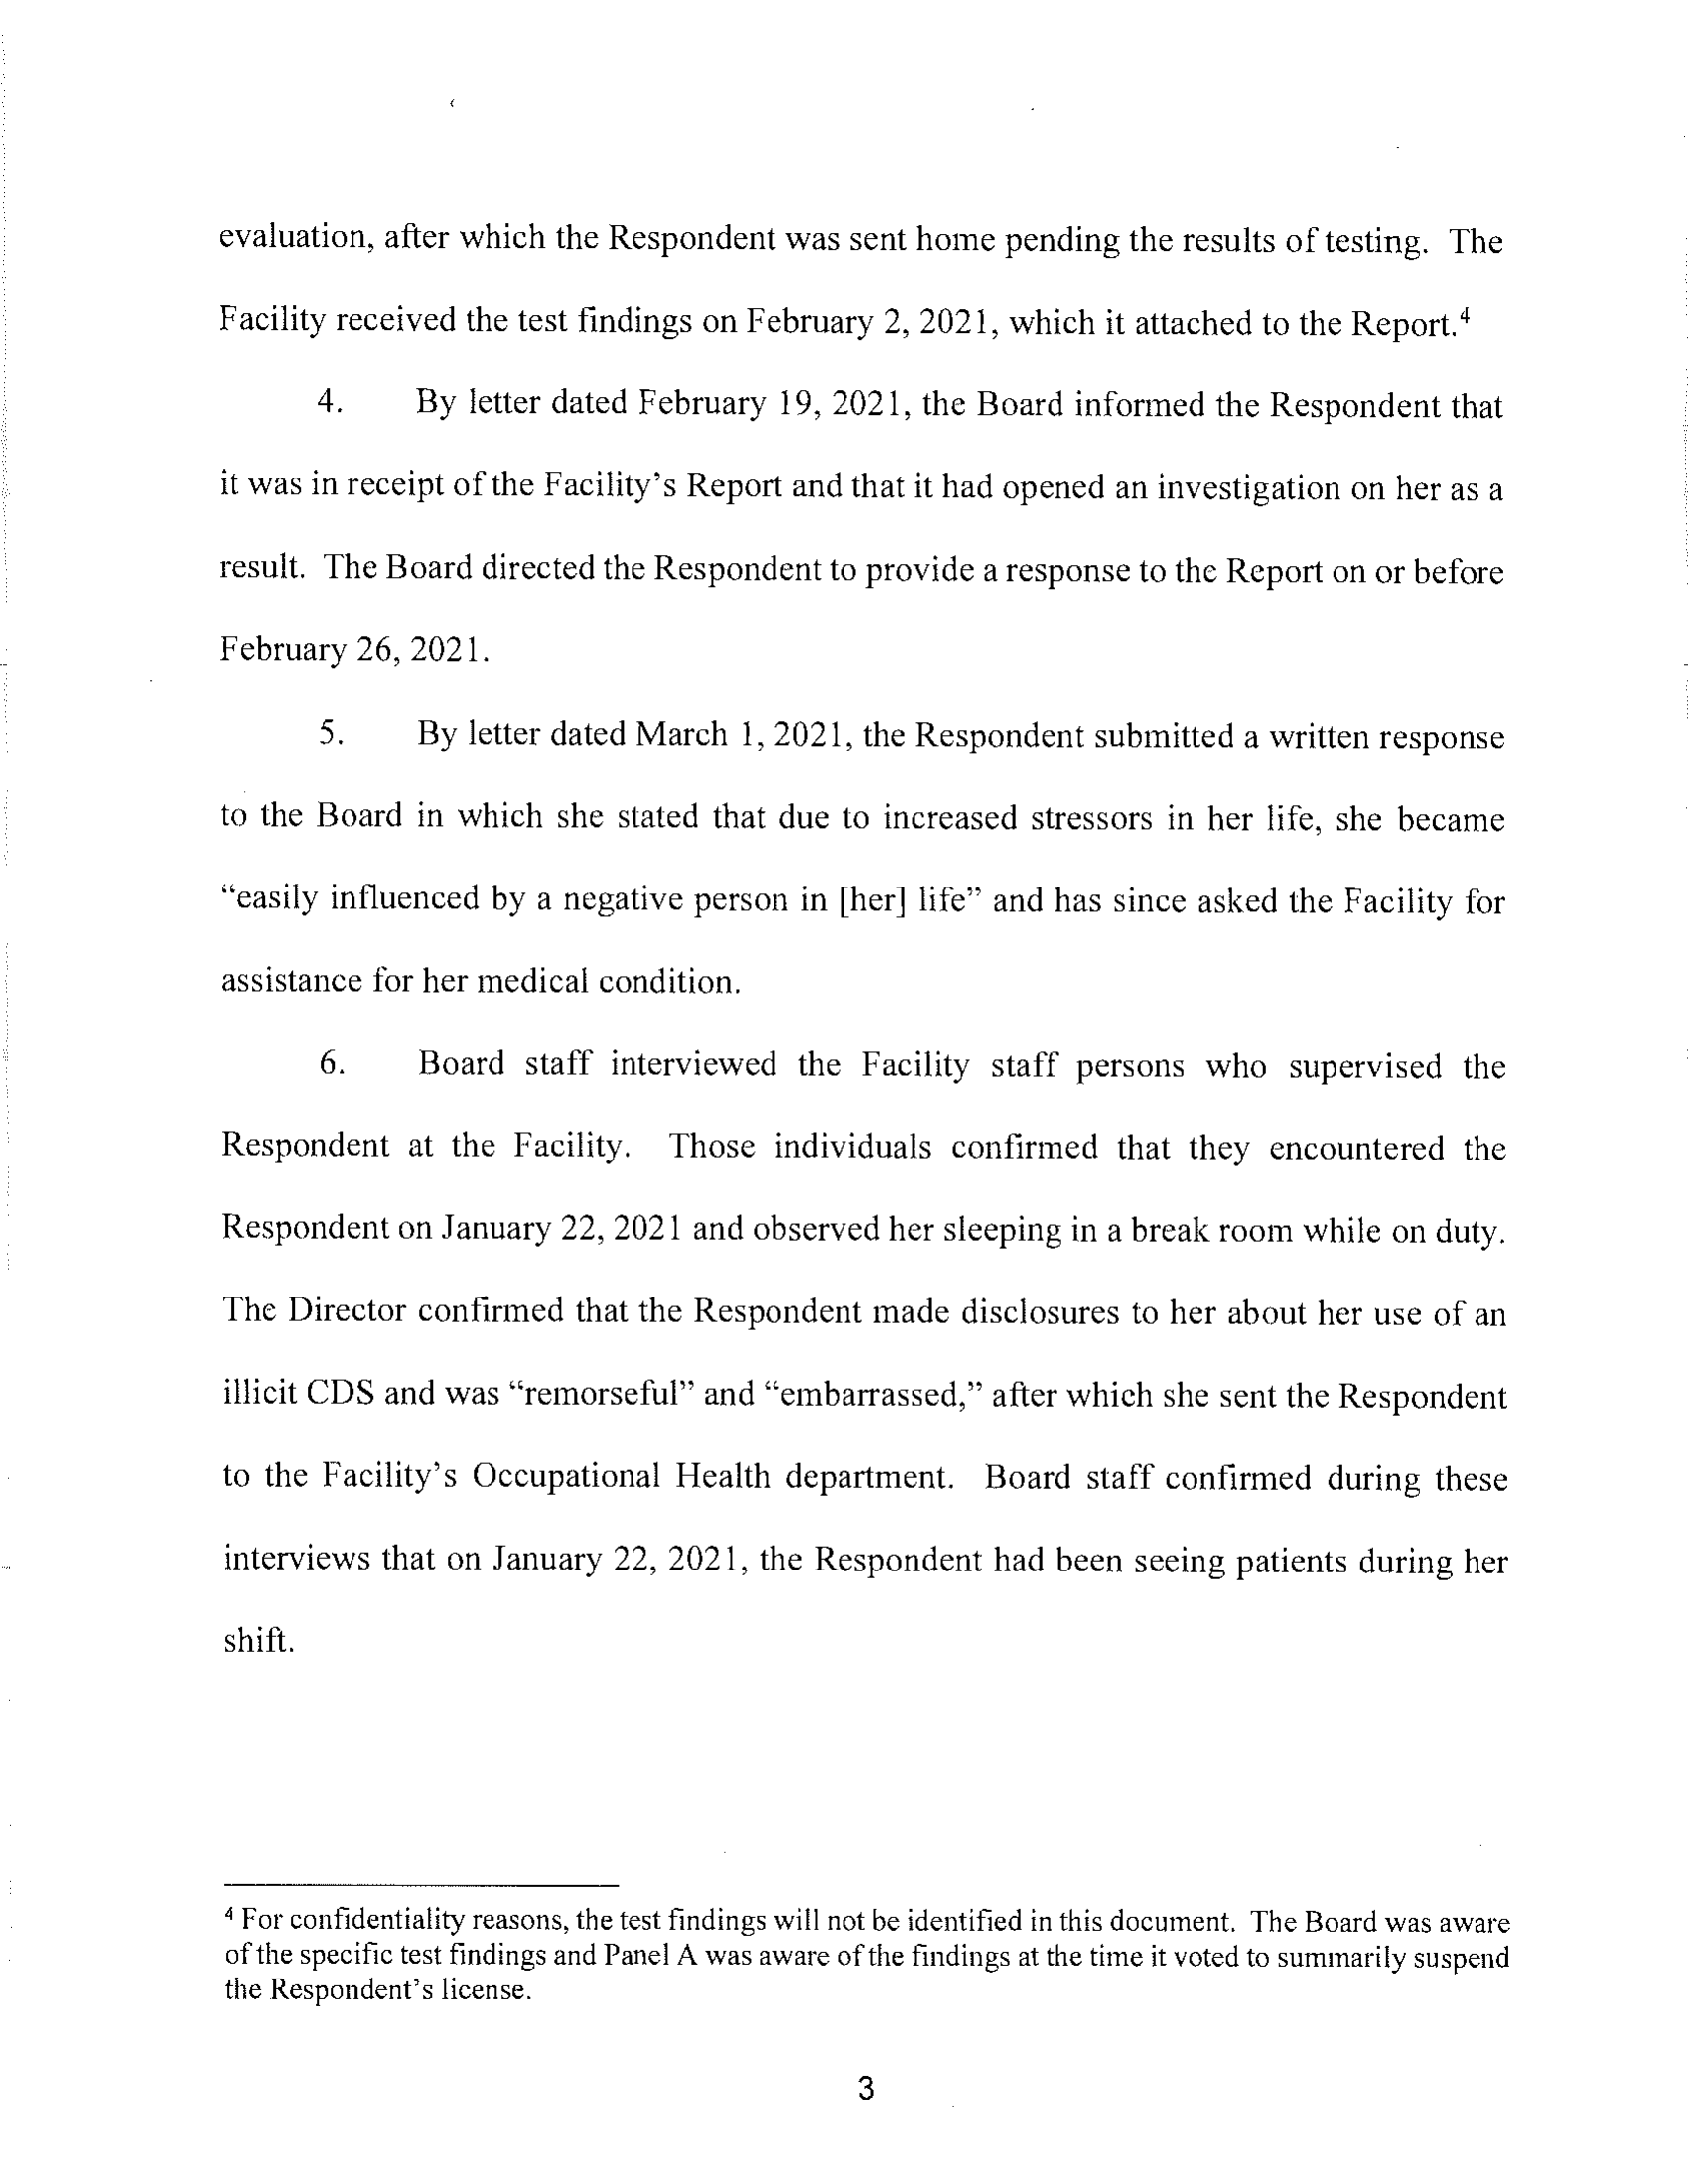 evaluation, after which the Respondent was sent home pending the results of testing. The
Facility received the test findings on February 2, 2021, which it attached to the Report.⁴
4. By letter dated February 19, 2021, the Board informed the Respondent that
it was in receipt of the Facility's Report and that it had opened an investigation on her as a
result. The Board directed the Respondent to provide a response to the Report on or before
February 26, 2021.
5. By letter dated March 1, 2021, the Respondent submitted a written response
to the Board in which she stated that due to increased stressors in her life, she became
“easily influenced by a negative person in [her] life” and has since asked the Facility for
assistance for her medical condition.
6. Board staff interviewed the Facility staff persons who supervised the
Respondent at the Facility. Those individuals confirmed that they encountered the
Respondent on January 22, 2021 and observed her sleeping in a break room while on duty.
The Director confirmed that the Respondent made disclosures to her about her use of an
illicit CDS and was “remorseful” and “embarrassed,” after which she sent the Respondent
to the Facility's Occupational Health department. Board staff confirmed during these
interviews that on January 22, 2021, the Respondent had been seeing patients during her
shift.
⁴ For confidentiality reasons, the test findings will not be identified in this document. The Board was aware
of the specific test findings and Panel A was aware of the findings at the time it voted to summarily suspend
the Respondent's license.
3